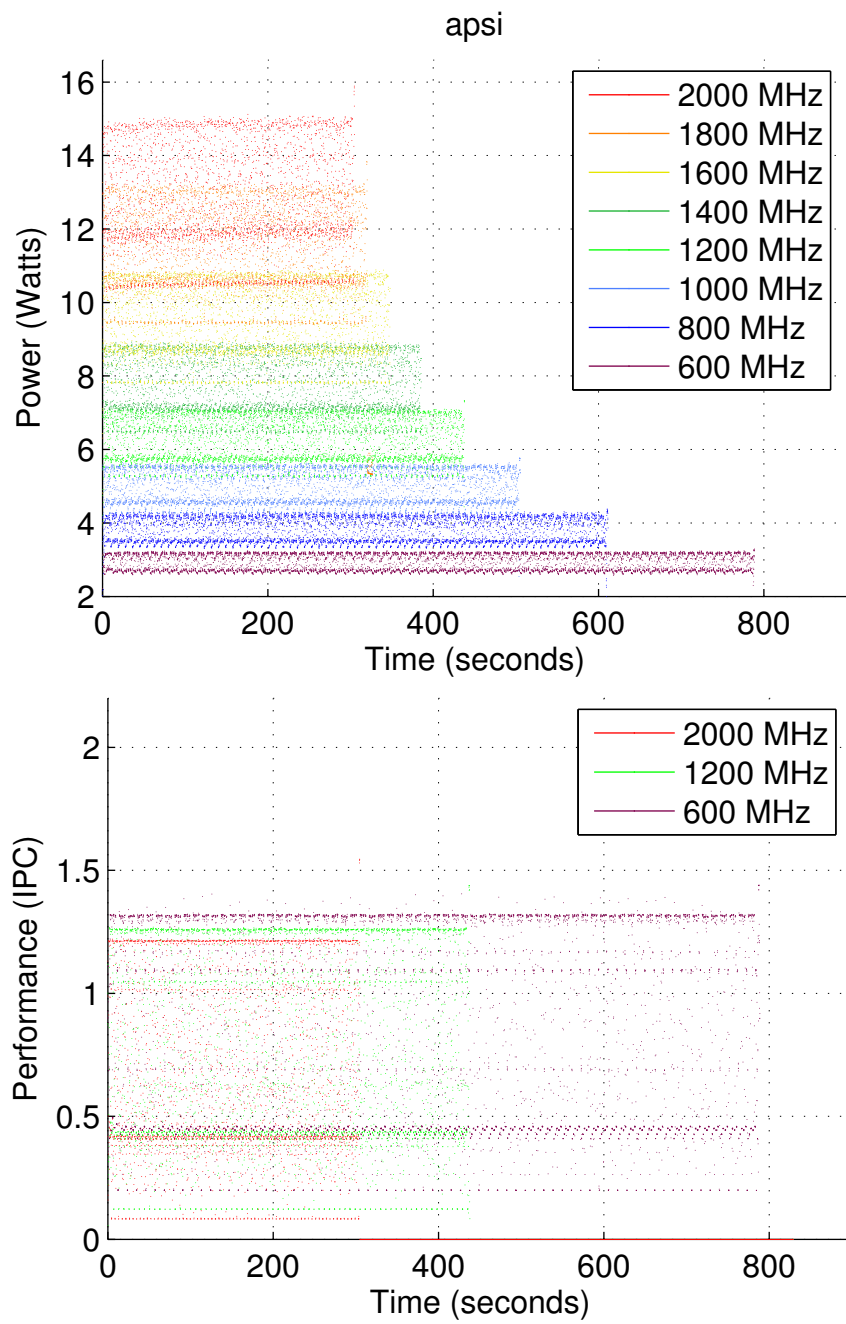 apsi
16
14
12
10
8
6
4
2
Power (Watts)
2000 MHz
1800 MHz
1600 MHz
1400 MHz
1200 MHz
1000 MHz
800 MHz
600 MHz
0 200 400 600 800
Time (seconds)
2
1.5
1
0.5
0
Performance (IPC)
2000 MHz
1200 MHz
600 MHz
0 200 400 600 800
Time (seconds)